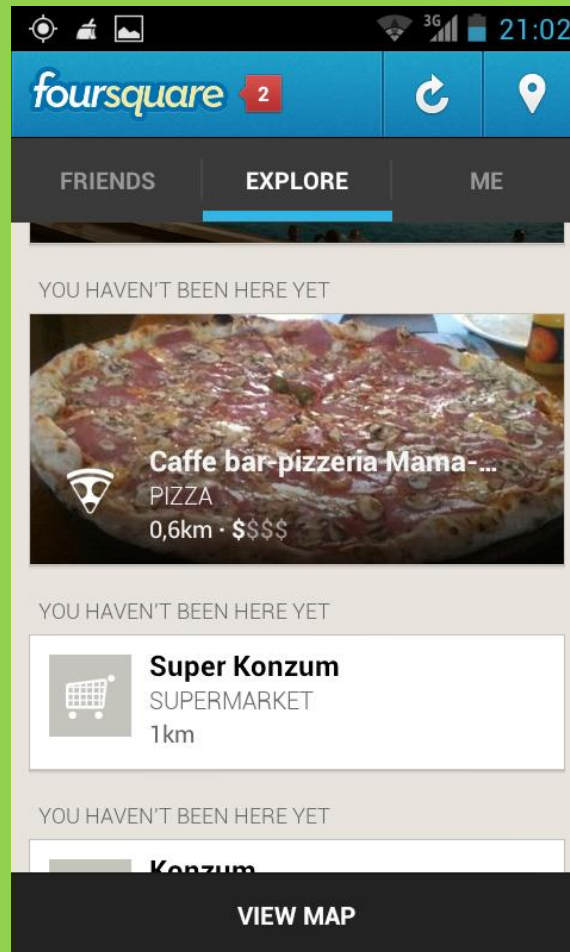 3G 21:02
foursquare 2
FRIENDS EXPLORE ME
YOU HAVEN'T BEEN HERE YET
Caffe bar-pizzeria Mama-...
PIZZA
0,6km · $$$$
YOU HAVEN'T BEEN HERE YET
Super Konzum
SUPERMARKET
1km
YOU HAVEN'T BEEN HERE YET
Konzum
VIEW MAP